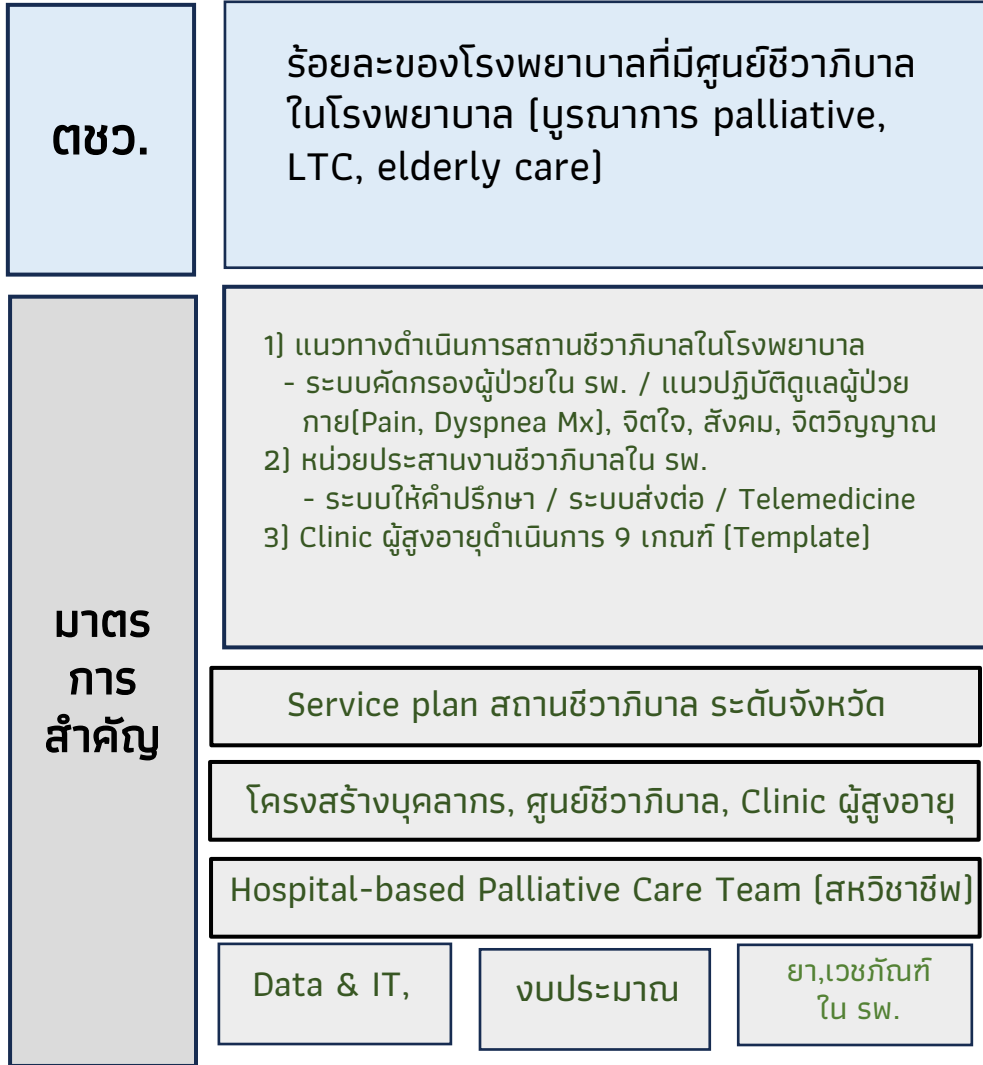 ตชว.
ร้อยละของโรงพยาบาลที่มีศูนย์ชีวาภิบาล
ในโรงพยาบาล (บูรณาการ palliative,
LTC, elderly care)
มาตร
การ
สำคัญ
1) แนวทางดำเนินการสถานชีวาภิบาลในโรงพยาบาล
- ระบบคัดกรองผู้ป่วยใน รพ. / แนวปฏิบัติดูแลผู้ป่วย
กาย(Pain, Dyspnea Mx), จิตใจ, สังคม, จิตวิญญาณ
2) หน่วยประสานงานชีวาภิบาลใน รพ.
- ระบบให้คำปรึกษา / ระบบส่งต่อ / Telemedicine
3) Clinic ผู้สูงอายุดำเนินการ 9 เกณฑ์ (Template)
Service plan สถานชีวาภิบาล ระดับจังหวัด
โครงสร้างบุคลากร, ศูนย์ชีวาภิบาล, Clinic ผู้สูงอายุ
Hospital-based Palliative Care Team (สหวิชาชีพ)
Data & IT,
งบประมาณ
ยา,เวชภัณฑ์
ใน รพ.